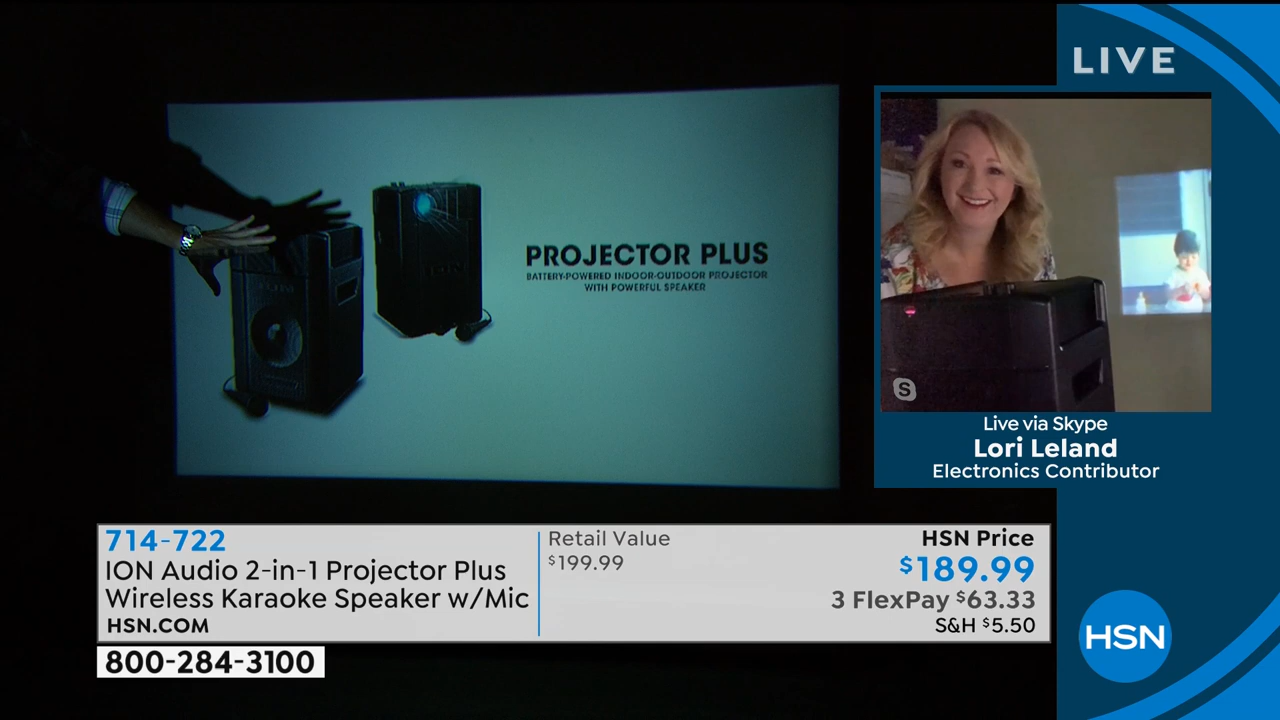 LIVE
PROJECTOR PLUS
BATTERY-POWERED INDOOR-OUTDOOR PROJECTOR
WITH POWERFUL SPEAKER
ION
S
Live via Skype
Lori Leland
Electronics Contributor
714-722
ION Audio 2-in-1 Projector Plus
Wireless Karaoke Speaker w/Mic
HSN.COM
Retail Value
$199.99
HSN Price
$189.99
3 FlexPay $63.33
S&H $5.50
800-284-3100
HSN